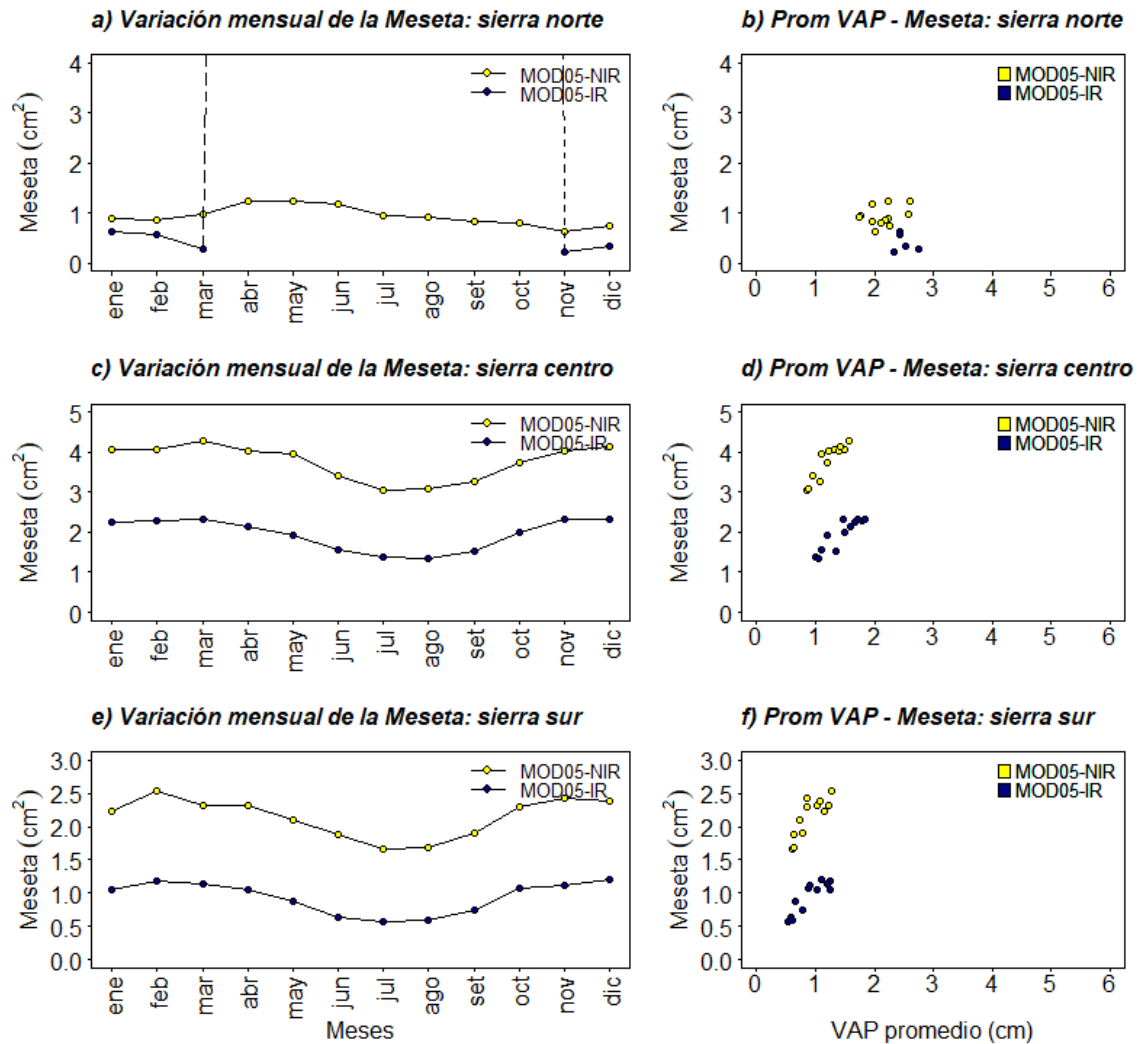 a) Variación mensual de la Meseta: sierra norte
Meseta (cm²)
4
3
2
1
0
MOD05-NIR
MOD05-IR
ene
feb
mar
abr
may
jun
jul
ago
set
oct
nov
dic
b) Prom VAP - Meseta: sierra norte
Meseta (cm²)
4
3
2
1
0
MOD05-NIR
MOD05-IR
0 1 2 3 4 5 6
c) Variación mensual de la Meseta: sierra centro
Meseta (cm²)
5
4
3
2
1
0
MOD05-NIR
MOD05-IR
ene
feb
mar
abr
may
jun
jul
ago
set
oct
nov
dic
d) Prom VAP - Meseta: sierra centro
Meseta (cm²)
5
4
3
2
1
0
MOD05-NIR
MOD05-IR
0 1 2 3 4 5 6
e) Variación mensual de la Meseta: sierra sur
Meseta (cm²)
3.0
2.5
2.0
1.5
1.0
0.5
0.0
MOD05-NIR
MOD05-IR
ene
feb
mar
abr
may
jun
jul
ago
set
oct
nov
dic
Meses
f) Prom VAP - Meseta: sierra sur
Meseta (cm²)
3.0
2.5
2.0
1.5
1.0
0.5
0.0
MOD05-NIR
MOD05-IR
0 1 2 3 4 5 6
VAP promedio (cm)